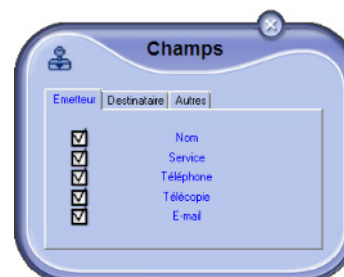 Champs
Emetteur Destinataire Autres
Nom
Service
Téléphone
Télécopie
E-mail